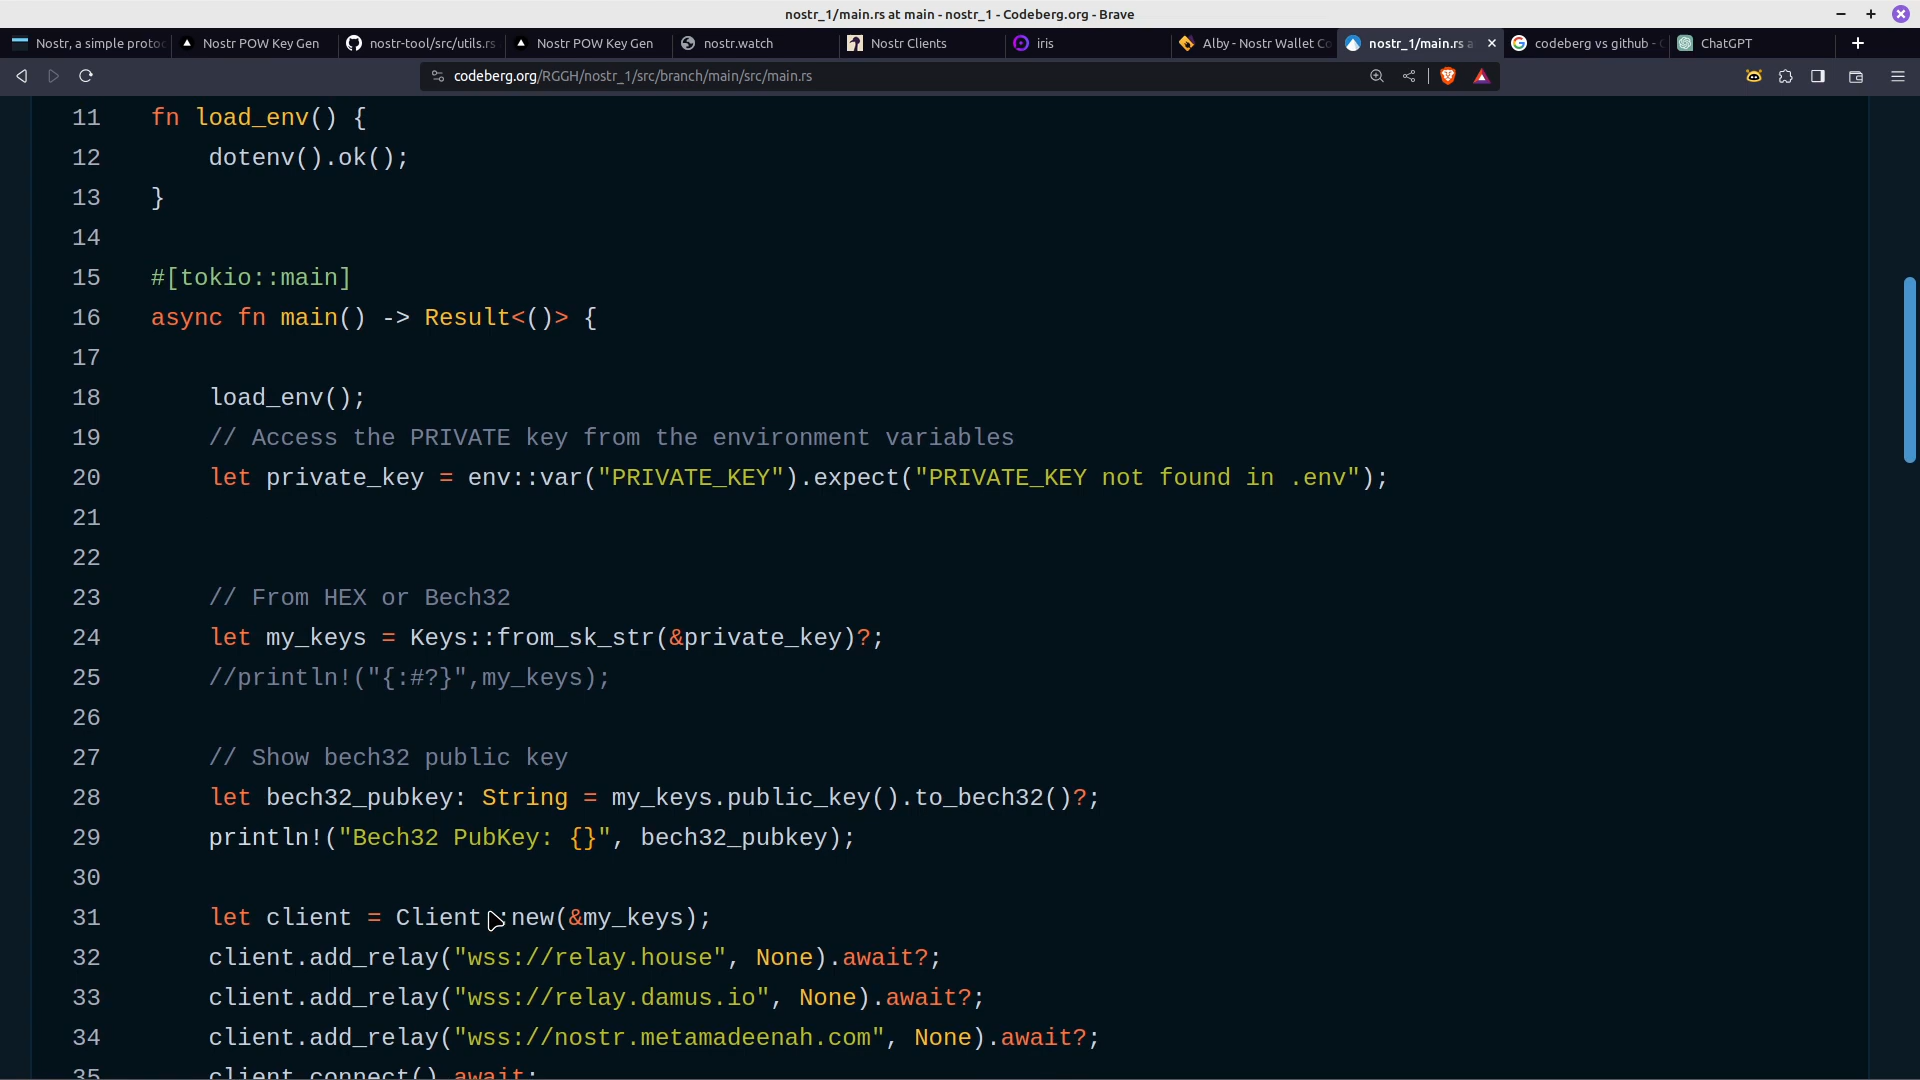 nostr_1/main.rs at main - nostr_1 - Codeberg.org - Brave
Nostr, a simple proto
Nostr POW Key Gen
nostr-tool/src/utils.rs
Nostr POW Key Gen
nostr.watch
Nostr Clients
iris
Alby - Nostr Wallet Co
nostr_1/main.rs a
codeberg vs github -
ChatGPT
codeberg.org/RGGH/nostr_1/src/branch/main/src/main.rs
11 fn load_env() {
12 dotenv().ok();
13 }
14
15 #[tokio::main]
16 async fn main() -> Result<()> {
17
18 load_env();
19 // Access the PRIVATE key from the environment variables
20 let private_key = env::var("PRIVATE_KEY").expect("PRIVATE_KEY not found in .env");
21
22
23 // From HEX or Bech32
24 let my_keys = Keys::from_sk_str(&private_key)?;
25 //println!("{:#?}",my_keys);
26
27 // Show bech32 public key
28 let bech32_pubkey: String = my_keys.public_key().to_bech32()?;
29 println!("Bech32 PubKey: {}", bech32_pubkey);
30
31 let client = Client::new(&my_keys);
32 client.add_relay("wss://relay.house", None).await?;
33 client.add_relay("wss://relay.damus.io", None).await?;
34 client.add_relay("wss://nostr.metamadeenah.com", None).await?;
35 client.connect().await;